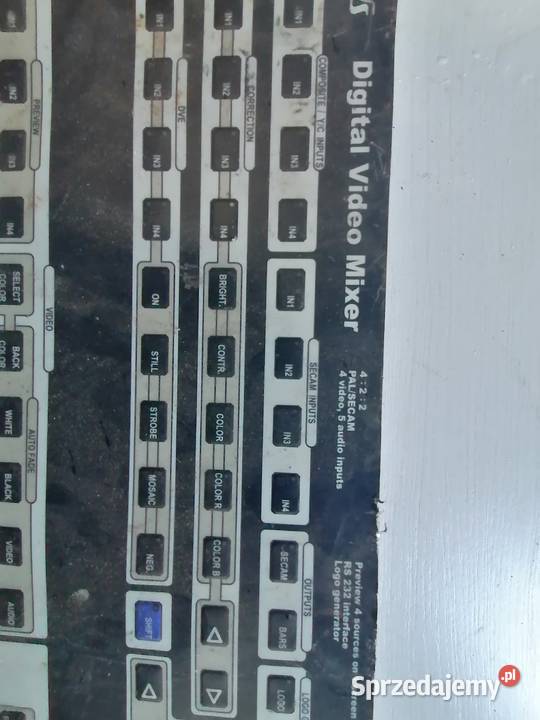 Digital Video Mixer
4:2:2
PAL/SECAM
4 video, 5 audio inputs
Preview 4 sources on
RS 232 interface
Logo generator
COMPOSITE Y/C INPUTS
SECAM INPUTS
OUTPUTS
LOGO
IN1 IN2 IN3 IN4 IN1 IN2 IN3 IN4 SECAM BARS LOGO
CORRECTION
IN1 IN2 IN3 IN4 BRIGHT. CONTR. COLOR COLOR R COLOR B
DVE
IN1 IN2 IN3 IN4 ON STILL STROBE MOSAIC NEG. SHIFT
PREVIEW
VIDEO
AUTO FADE
IN1 IN2 IN3 IN4 SELECT COLOR BACK COLOR WHITE BLACK VIDEO AUDIO
Sprzedajemy.pl